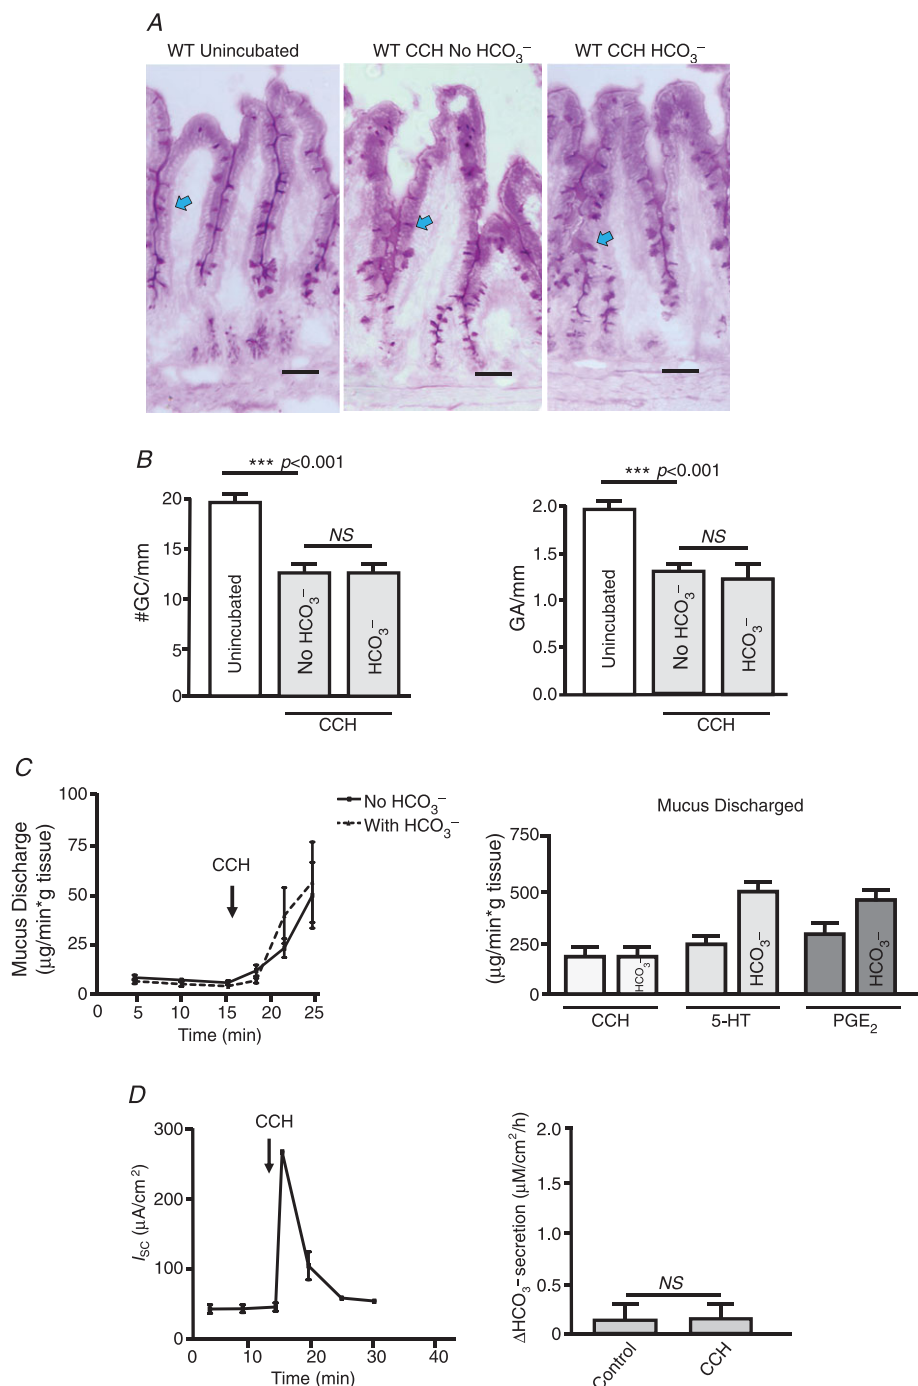 A
WT Unincubated
WT CCH No HCO₃⁻
WT CCH HCO₃⁻
B
*** p<0.001
NS
#GC/mm
20
15
10
5
0
Unincubated
No HCO₃⁻
HCO₃⁻
CCH
*** p<0.001
NS
GA/mm
2.0
1.5
1.0
0.0
Unincubated
No HCO₃⁻
HCO₃⁻
CCH
C
Mucus Discharge
(µg/min*g tissue)
100
75
50
25
0
No HCO₃⁻
With HCO₃⁻
CCH
0 5 10 15 20 25
Time (min)
Mucus Discharged
(µg/min*g tissue)
750
500
250
0
HCO₃⁻
HCO₃⁻
HCO₃⁻
CCH
5-HT
PGE₂
D
CCH
I_SC (µA/cm²)
300
200
100
0
0 10 20 30 40
Time (min)
ΔHCO₃⁻ secretion (µM/cm²/h)
2.0
1.0
0.5
0
NS
Control
CCH